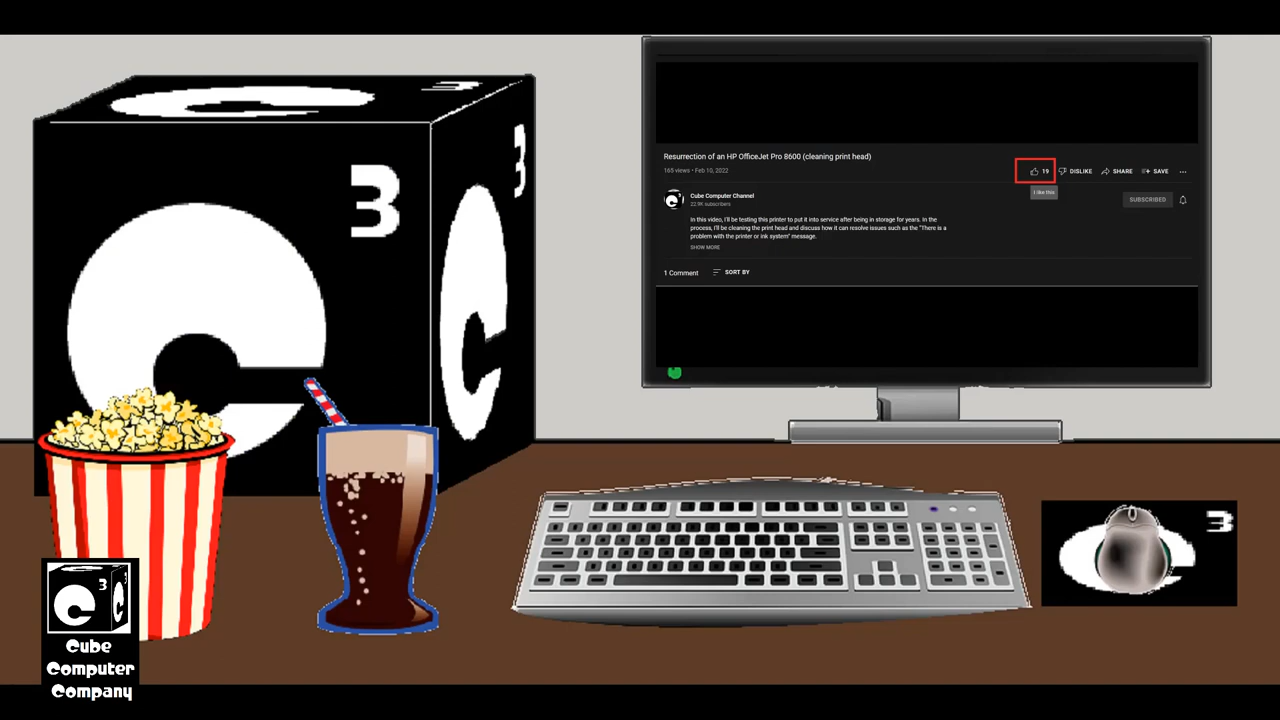 C 3
Resurrection of an HP OfficeJet Pro 8600 (cleaning print head)
165 views • Feb 10, 2022
19 DISLIKE SHARE SAVE ...
I like this
Cube Computer Channel
22.9K subscribers
SUBSCRIBED
In this video, I'll be testing this printer to put it into service after being in storage for years. In the
process, I'll be cleaning the print head and discuss how it can resolve issues such as the "There is a
problem with the printer or ink system" message.
SHOW MORE
1 Comment SORT BY
3
C 3
Cube
Computer
Company